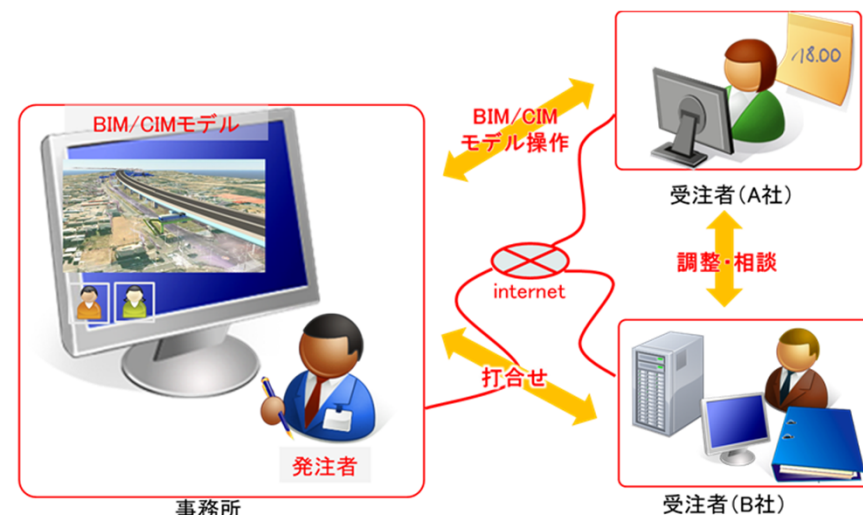 BIM/CIMモデル
発注者
事務所
BIM/CIM
モデル操作
internet
打合せ
18.00
受注者(A社)
調整・相談
受注者(B社)